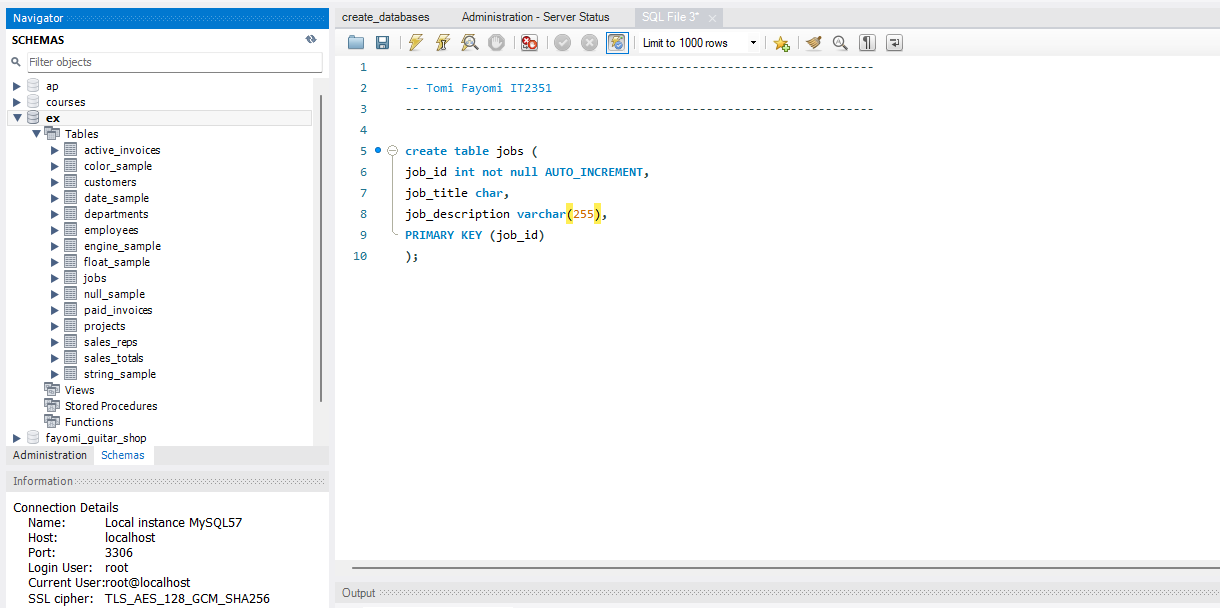 Navigator
SCHEMAS
Filter objects
ap
courses
ex
Tables
active_invoices
color_sample
customers
date_sample
departments
employees
engine_sample
float_sample
jobs
null_sample
paid_invoices
projects
sales_reps
sales_totals
string_sample
Views
Stored Procedures
Functions
fayomi_guitar_shop
Administration Schemas
Information
Connection Details
Name: Local instance MySQL57
Host: localhost
Port: 3306
Login User: root
Current User:root@localhost
SSL cipher: TLS_AES_128_GCM_SHA256
create_databases Administration - Server Status SQL File 3*
Limit to 1000 rows
1 -------------------------------------------------------------------
2 -- Tomi Fayomi IT2351
3 -------------------------------------------------------------------
4
5 create table jobs (
6 job_id int not null AUTO_INCREMENT,
7 job_title char,
8 job_description varchar(255),
9 PRIMARY KEY (job_id)
10 );
Output